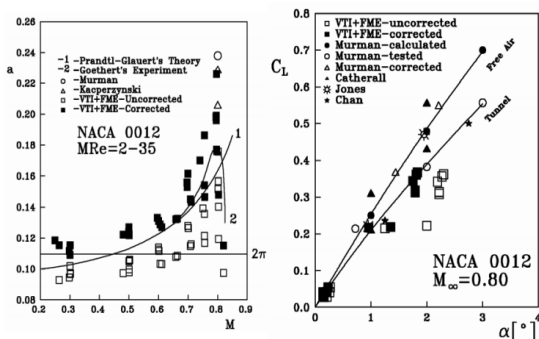 a
0.26
0.24
0.22
0.20
0.18
0.16
0.14
0.12
0.10
0.08
0.2 0.3 0.4 0.5 0.6 0.7 0.8 0.9
M
1 -Prandtl-Glauert's Theory
2 -Goethert's Experiment
-Murman
-Kacperzynski
-VTI+FME-Uncorrected
-VTI+FME-Corrected
NACA 0012
MRe=2-35
1
2
2π
C_L
0.8
0.7
0.6
0.5
0.4
0.3
0.2
0.1
0.0
0 1 2 3 4
α[°]
VTI+FME-uncorrected
VTI+FME-corrected
Murman-calculated
Murman-tested
Murman-corrected
Catherall
Jones
Chan
Free Air
Tunnel
NACA 0012
M∞=0.80